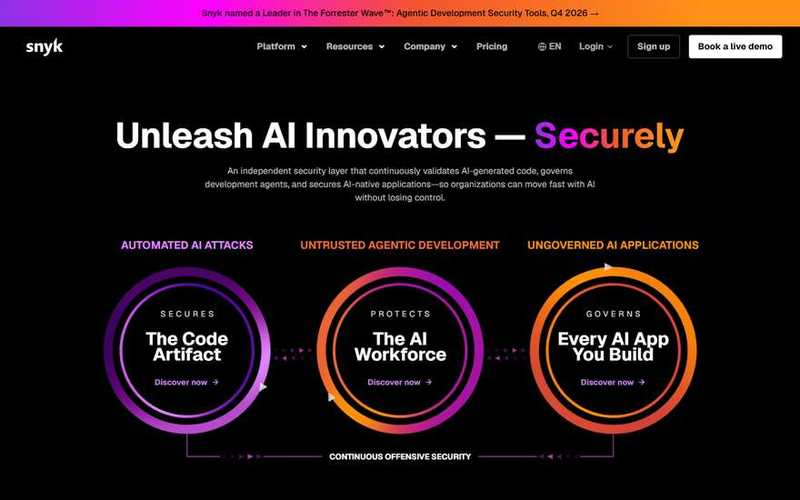 Snyk named a Leader in The Forrester Wave™: Agentic Development Security Tools, Q4 2026 →
snyk
Platform
Resources
Company
Pricing
EN
Login
Sign up
Book a live demo
Unleash AI Innovators — Securely
An independent security layer that continuously validates AI-generated code, governs
development agents, and secures AI-native applications—so organizations can move fast with AI
without losing control.
AUTOMATED AI ATTACKS
UNTRUSTED AGENTIC DEVELOPMENT
UNGOVERNED AI APPLICATIONS
SECURES
The Code
Artifact
Discover now →
PROTECTS
The AI
Workforce
Discover now →
GOVERNS
Every AI App
You Build
Discover now →
CONTINUOUS OFFENSIVE SECURITY